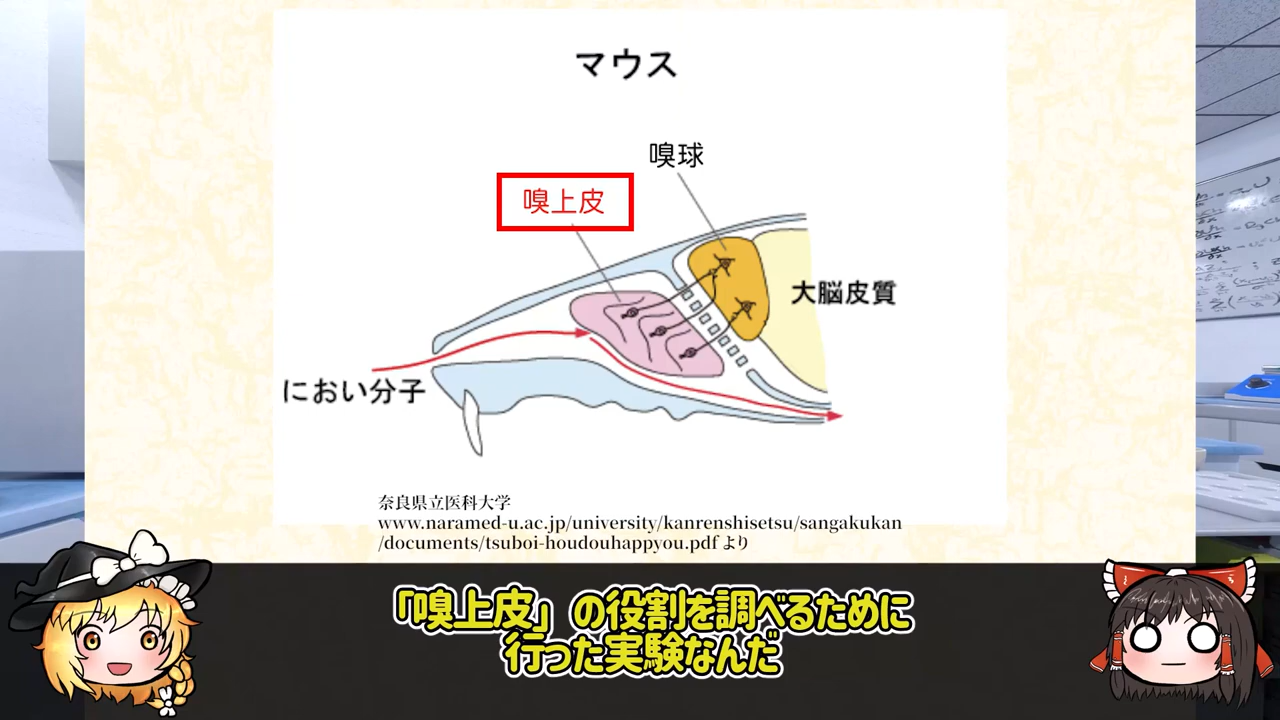 マウス
嗅球
嗅上皮
大脳皮質
におい分子
奈良県立医科大学
www.naramed-u.ac.jp/university/kanrenshisetsu/sangakukan
/documents/tsuboi-houdouhappyou.pdf より
「嗅上皮」の役割を調べるために
行った実験なんだ